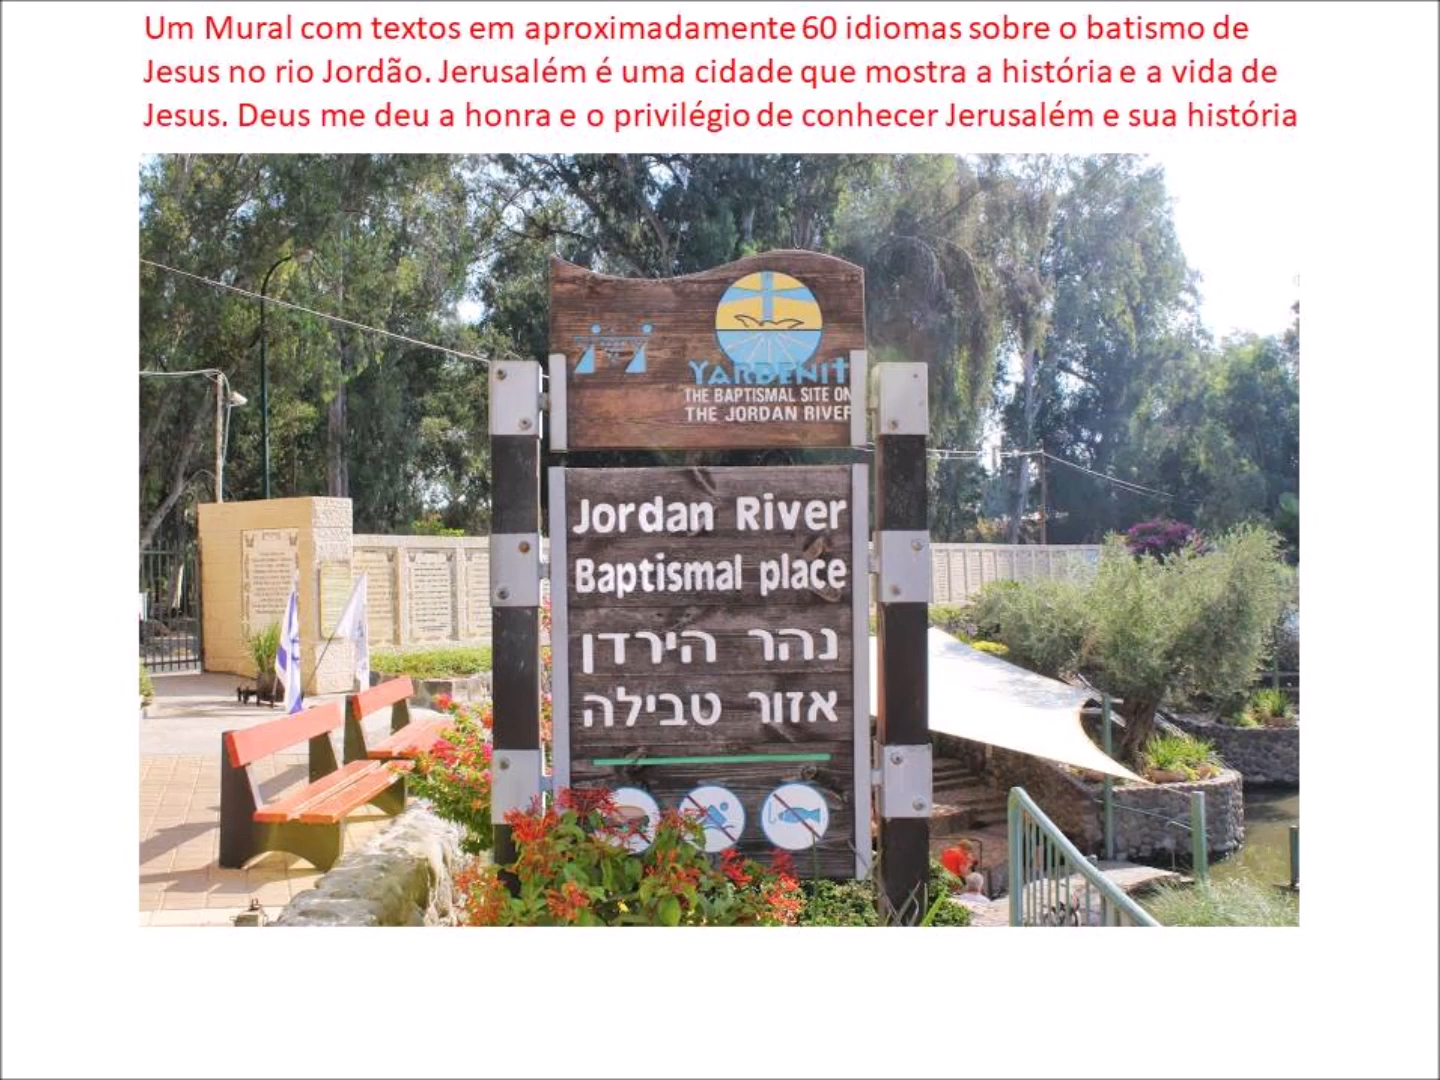 Um Mural com textos em aproximadamente 60 idiomas sobre o batismo de
Jesus no rio Jordão. Jerusalém é uma cidade que mostra a história e a vida de
Jesus. Deus me deu a honra e o privilégio de conhecer Jerusalém e sua história
YARDENIT
THE BAPTISMAL SITE ON
THE JORDAN RIVER
Jordan River
Baptismal place
נהר הירדן
אזור טבילה